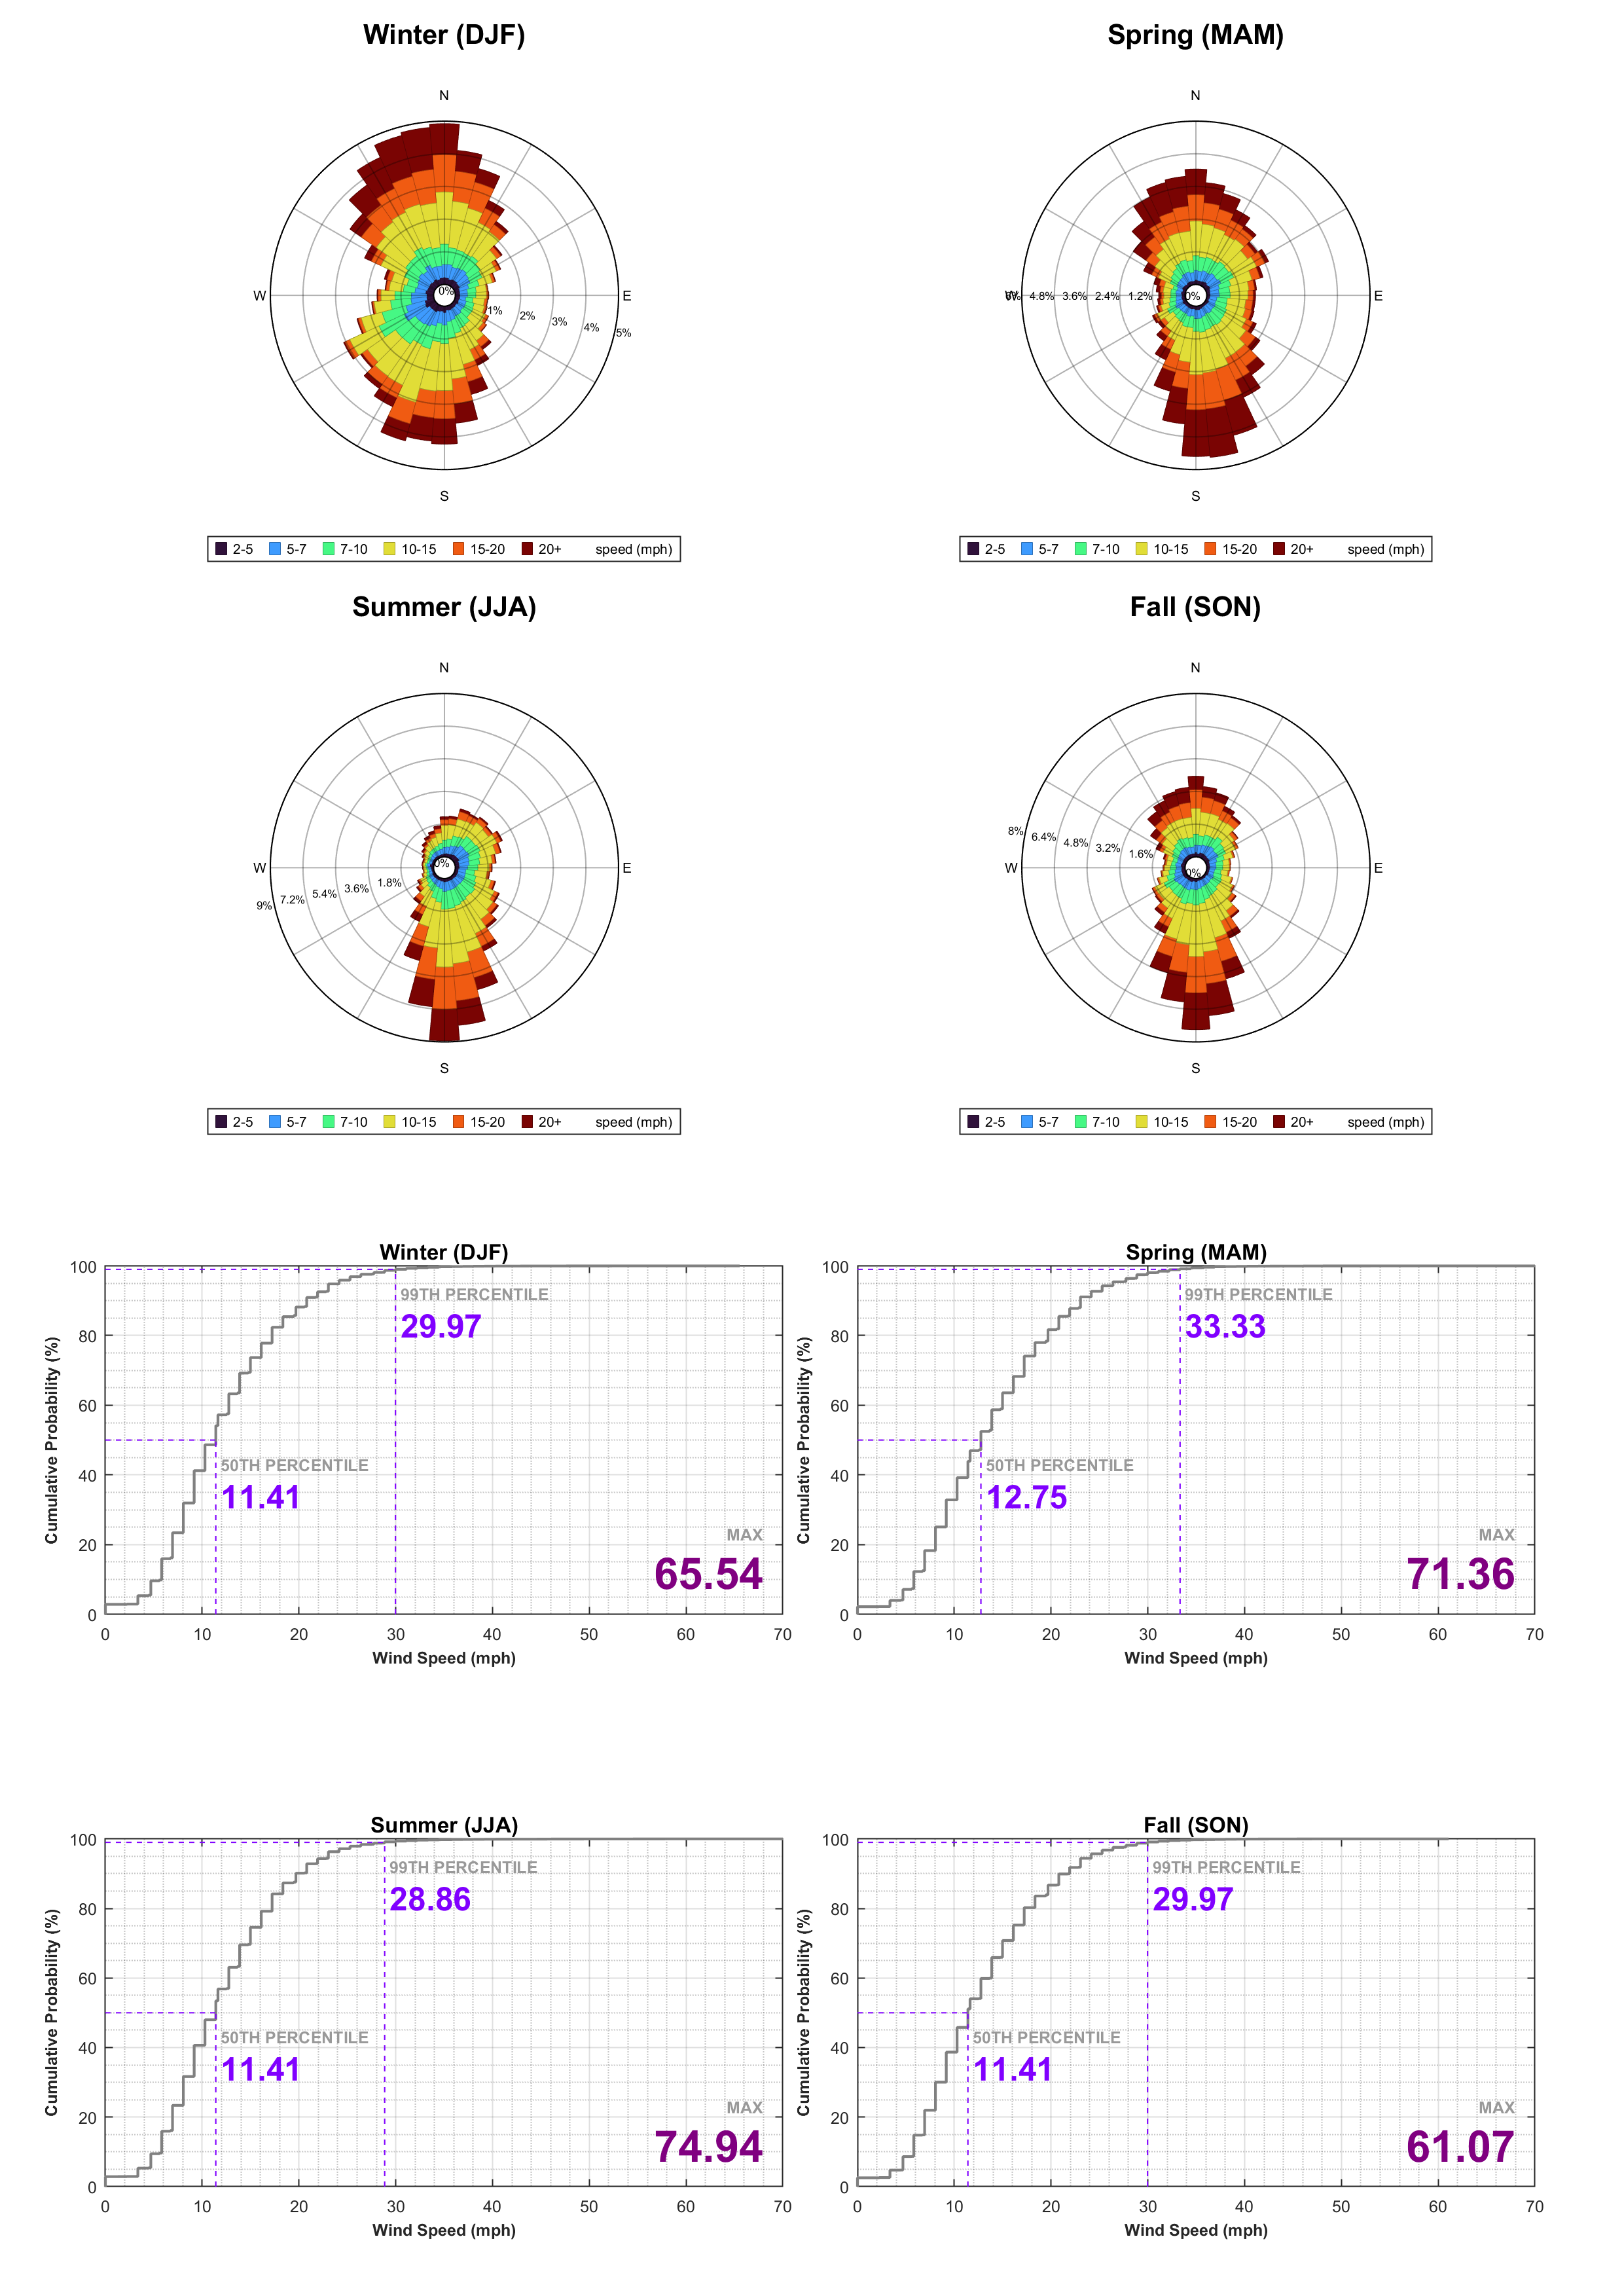 Winter (DJF)
Spring (MAM)
N
N
W
0%
1%
2%
3%
4%
5%
E
W
6%
4.8%
3.6%
2.4%
1.2%
0%
E
S
S
2-5 5-7 7-10 10-15 15-20 20+ speed (mph)
2-5 5-7 7-10 10-15 15-20 20+ speed (mph)
Summer (JJA)
Fall (SON)
N
N
W
9%
7.2%
5.4%
3.6%
1.8%
0%
E
8%
6.4%
4.8%
3.2%
1.6%
0%
W
E
S
S
2-5 5-7 7-10 10-15 15-20 20+ speed (mph)
2-5 5-7 7-10 10-15 15-20 20+ speed (mph)
Winter (DJF)
Cumulative Probability (%)
100
80
60
40
20
0
99TH PERCENTILE
29.97
50TH PERCENTILE
11.41
MAX
65.54
0 10 20 30 40 50 60 70
Wind Speed (mph)
Spring (MAM)
Cumulative Probability (%)
100
80
60
40
20
0
99TH PERCENTILE
33.33
50TH PERCENTILE
12.75
MAX
71.36
0 10 20 30 40 50 60 70
Wind Speed (mph)
Summer (JJA)
Cumulative Probability (%)
100
80
60
40
20
0
99TH PERCENTILE
28.86
50TH PERCENTILE
11.41
MAX
74.94
0 10 20 30 40 50 60 70
Wind Speed (mph)
Fall (SON)
Cumulative Probability (%)
100
80
60
40
20
0
99TH PERCENTILE
29.97
50TH PERCENTILE
11.41
MAX
61.07
0 10 20 30 40 50 60 70
Wind Speed (mph)